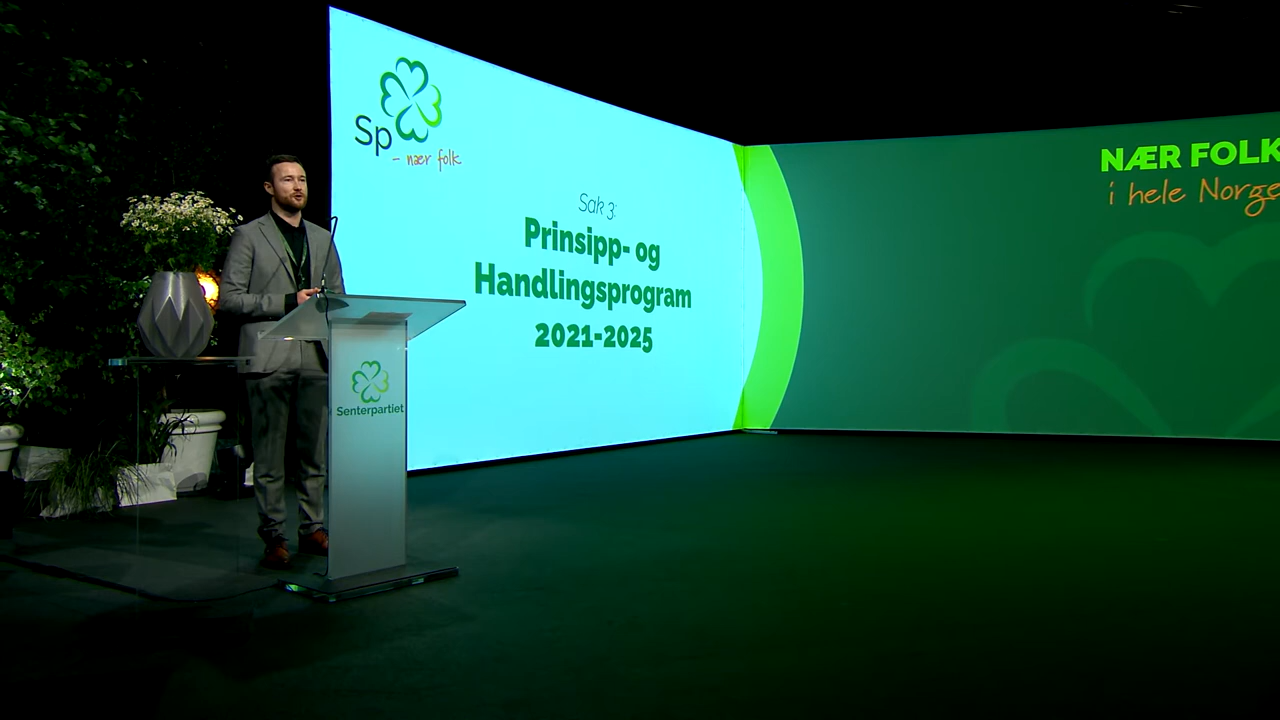 Sp
- nær folk
Sak 3:
Prinsipp- og
Handlingsprogram
2021-2025
NÆR FOLK
i hele Norge
Senterpartiet